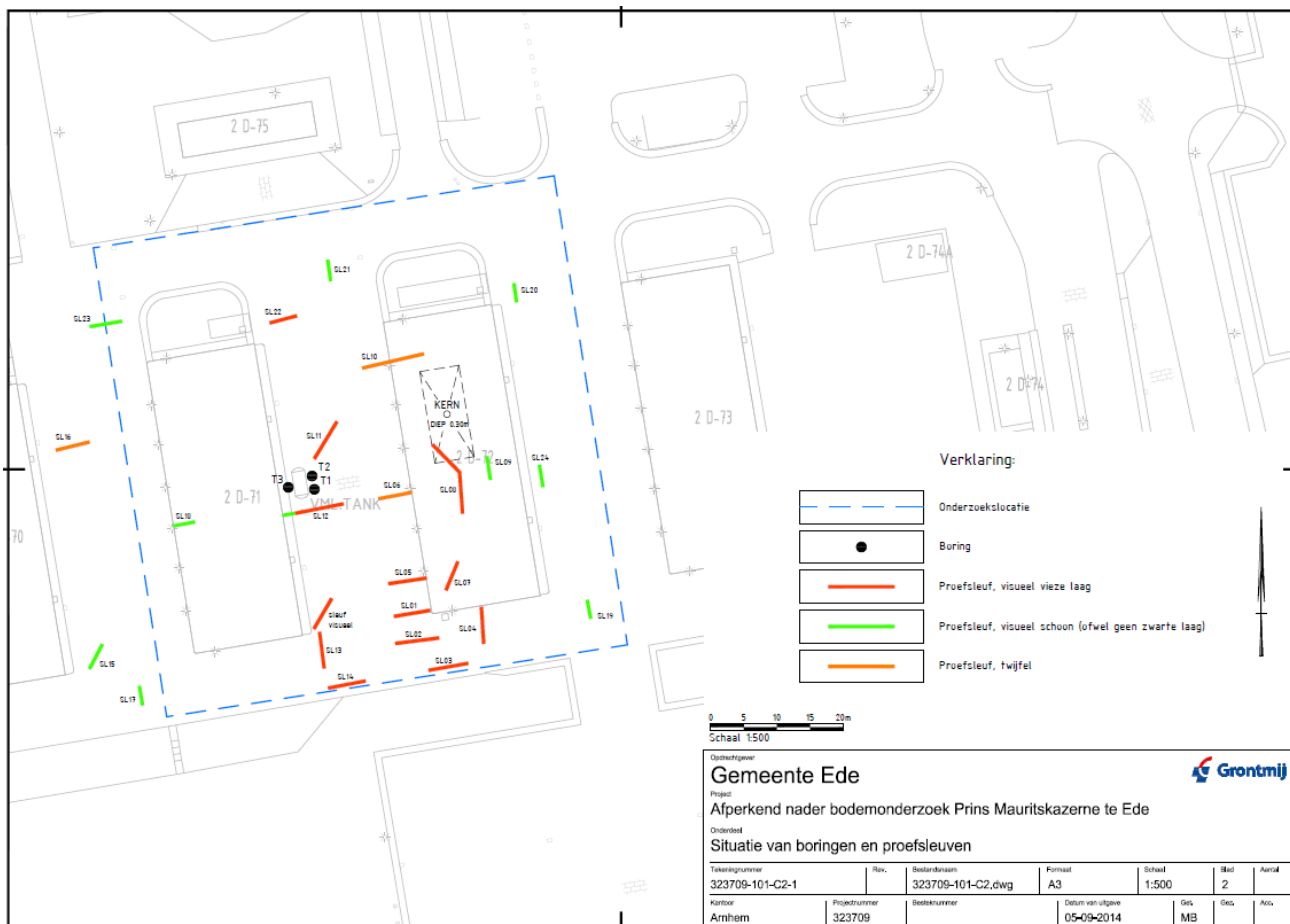 2 D-75
2 D-74A
SL21
SL20
SL22
SL23
SL10
2 D-74
KERN
DIEP 0.30m
2 D-73
SL11
SL16
2 D-72
SL09
SL24
T2
T3
T1
2 D-71
SL06
SL08
VML.TANK
SL12
SL18
70
SL05
SL07
SL01
sleuf
visueel
SL19
SL02
SL04
SL13
SL03
SL15
SL14
SL17
Verklaring:
Onderzoekslocatie
Boring
Proefsleuf, visueel vieze laag
Proefsleuf, visueel schoon (ofwel geen zwarte laag)
Proefsleuf, twijfel
0 5 10 15 20m
Schaal 1:500
Opdrachtgever
Gemeente Ede
Grontmij
Project
Afperkend nader bodemonderzoek Prins Mauritskazerne te Ede
Onderdeel
Situatie van boringen en proefsleuven
Tekeningnummer Rev. Bestandsnaam Formaat Schaal Blad Aantal
323709-101-C2-1 323709-101-C2.dwg A3 1:500 2
Kantoor Projectnummer Besteknummer Datum van uitgave Get. Gez. Acc.
Arnhem 323709 05-09-2014 MB